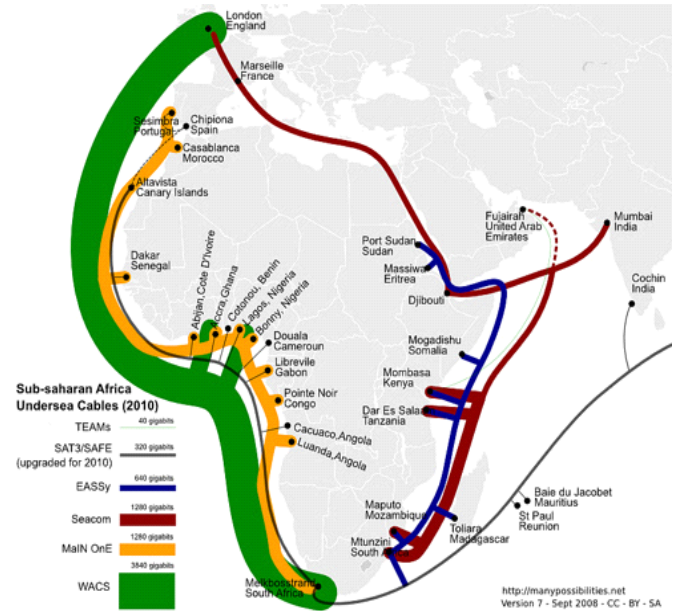 London
England
Marseille
France
Sesimbra
Portugal
Chipiona
Spain
Casablanca
Morocco
Altavista
Canary Islands
Dakar
Senegal
Abijan,Cote D'Ivoire
Accra,Ghana
Cotonou, Benin
Lagos, Nigeria
Bonny, Nigeria
Douala
Cameroun
Librevile
Gabon
Pointe Noir
Congo
Cacuaco,Angola
Luanda,Angola
Port Sudan
Sudan
Massiwa
Eritrea
Djibouti
Fujairah
United Arab
Emirates
Mumbai
India
Cochin
India
Mogadishu
Somalia
Mombasa
Kenya
Dar Es Salaa
Tanzania
Maputo
Mozambique
Mtunzini
South Africa
Toliara
Madagascar
Baie du Jacobet
Mauritius
St Paul
Reunion
Melkbosstrand
South Africa
Sub-saharan Africa
Undersea Cables (2010)
TEAMs
40 gigabits
SAT3/SAFE
(upgraded for 2010)
320 gigabits
EASSy
640 gigabits
Seacom
1280 gigabits
MaIN OnE
1280 gigabits
WACS
3840 gigabits
http://manypossibilities.net
Version 7 - Sept 2008 - CC - BY - SA